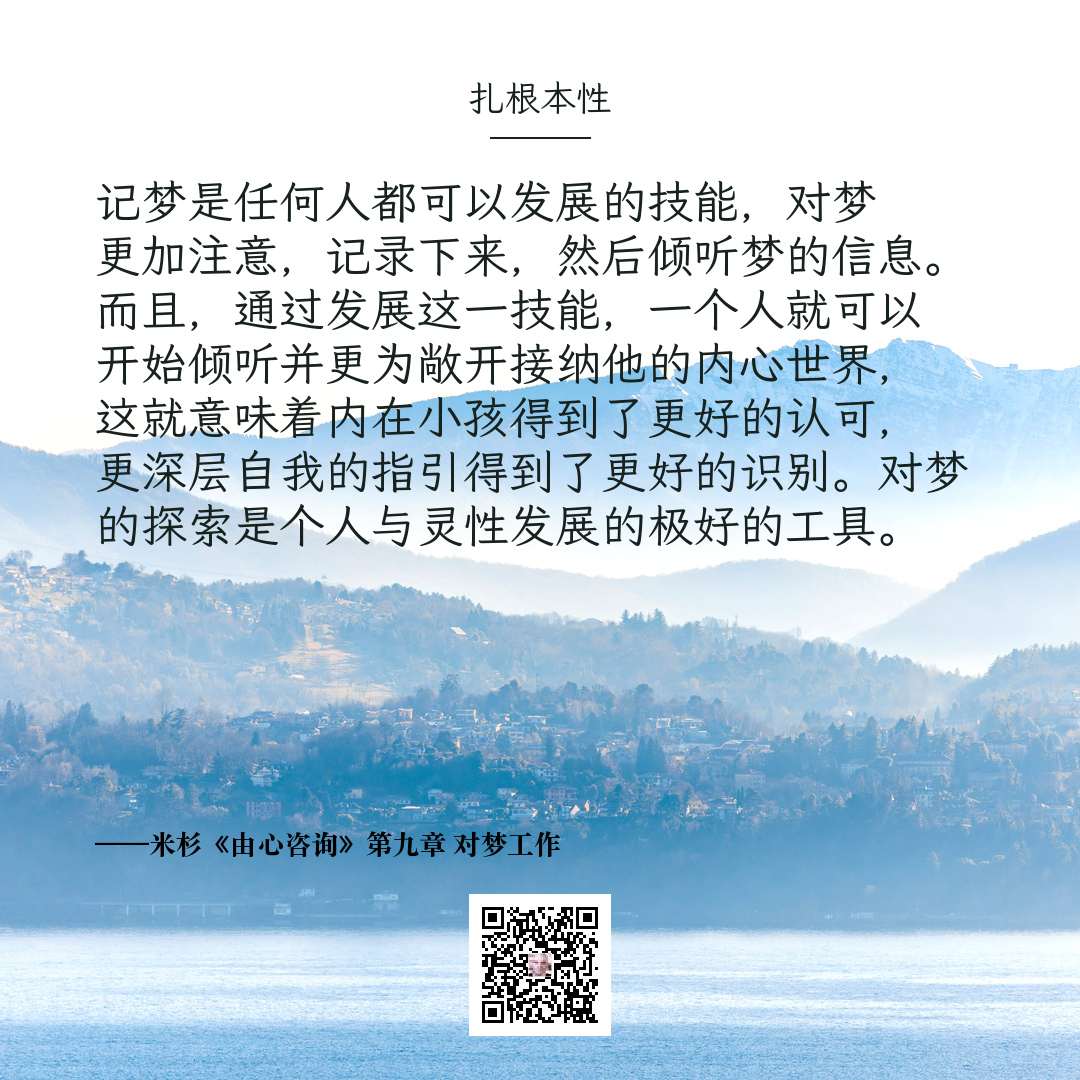 扎根本性
记梦是任何人都可以发展的技能，对梦
更加注意，记录下来，然后倾听梦的信息。
而且，通过发展这一技能，一个人就可以
开始倾听并更为敞开接纳他的内心世界，
这就意味着内在小孩得到了更好的认可，
更深层自我的指引得到了更好的识别。对梦
的探索是个人与灵性发展的极好的工具。
——米杉《由心咨询》第九章 对梦工作